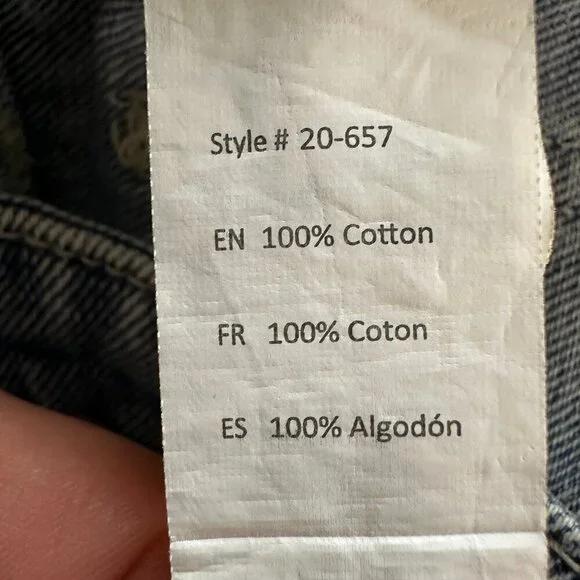 Style # 20-657
EN 100% Cotton
FR 100% Coton
ES 100% Algodón